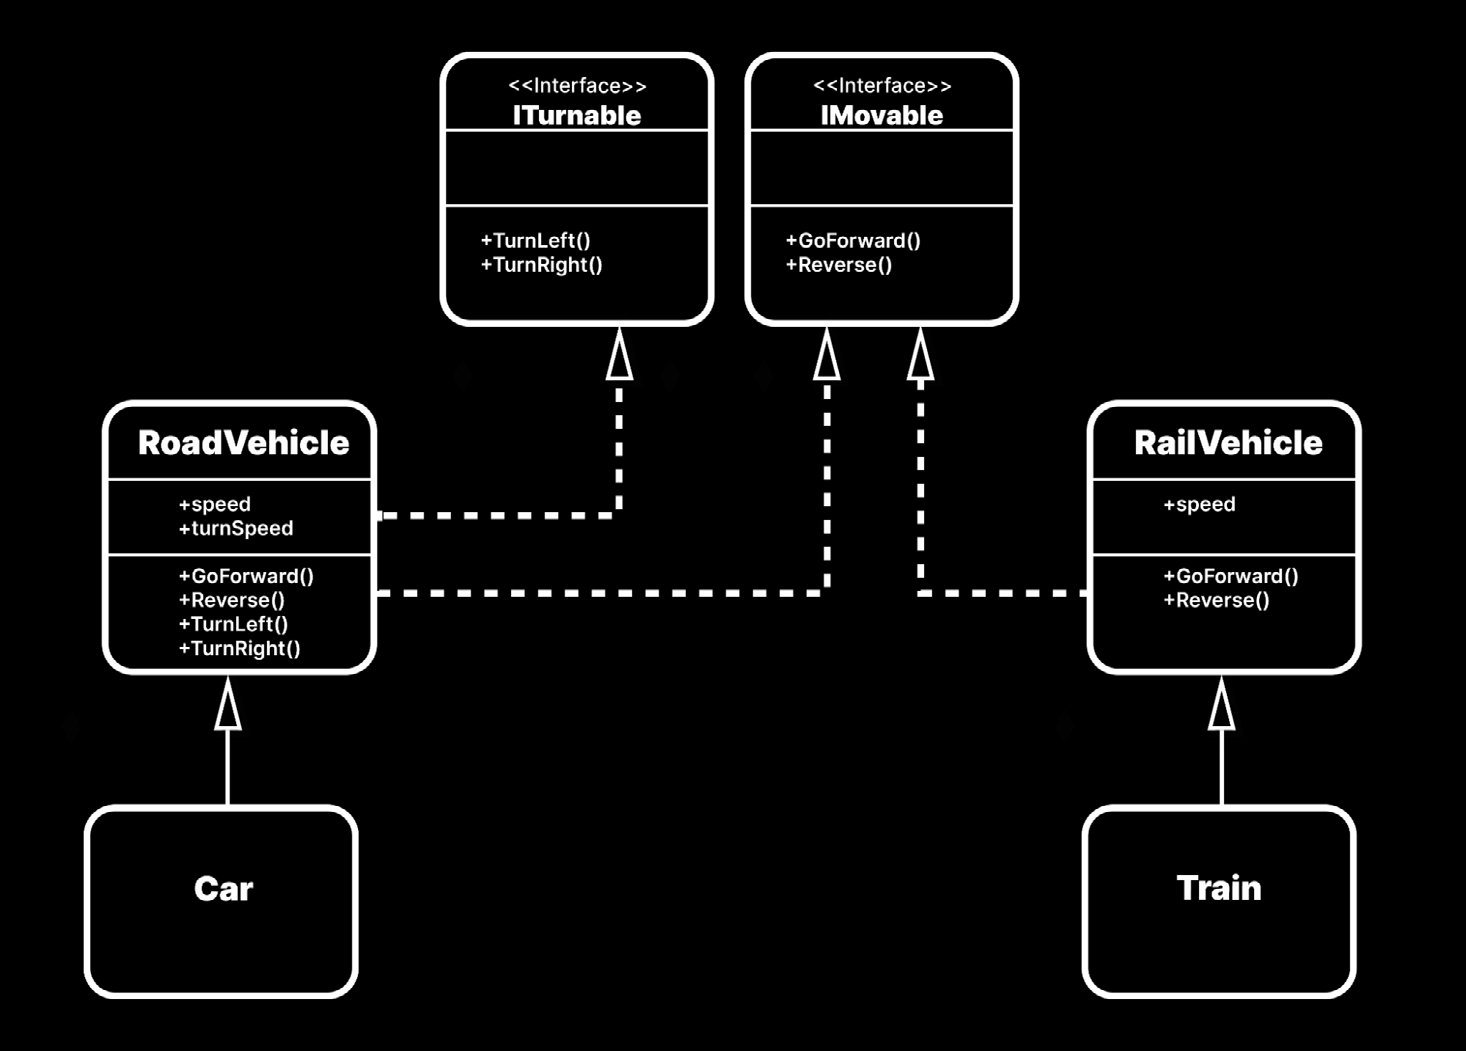 <<Interface>>
ITurnable
+TurnLeft()
+TurnRight()
<<Interface>>
IMovable
+GoForward()
+Reverse()
RoadVehicle
+speed
+turnSpeed
+GoForward()
+Reverse()
+TurnLeft()
+TurnRight()
RailVehicle
+speed
+GoForward()
+Reverse()
Car
Train